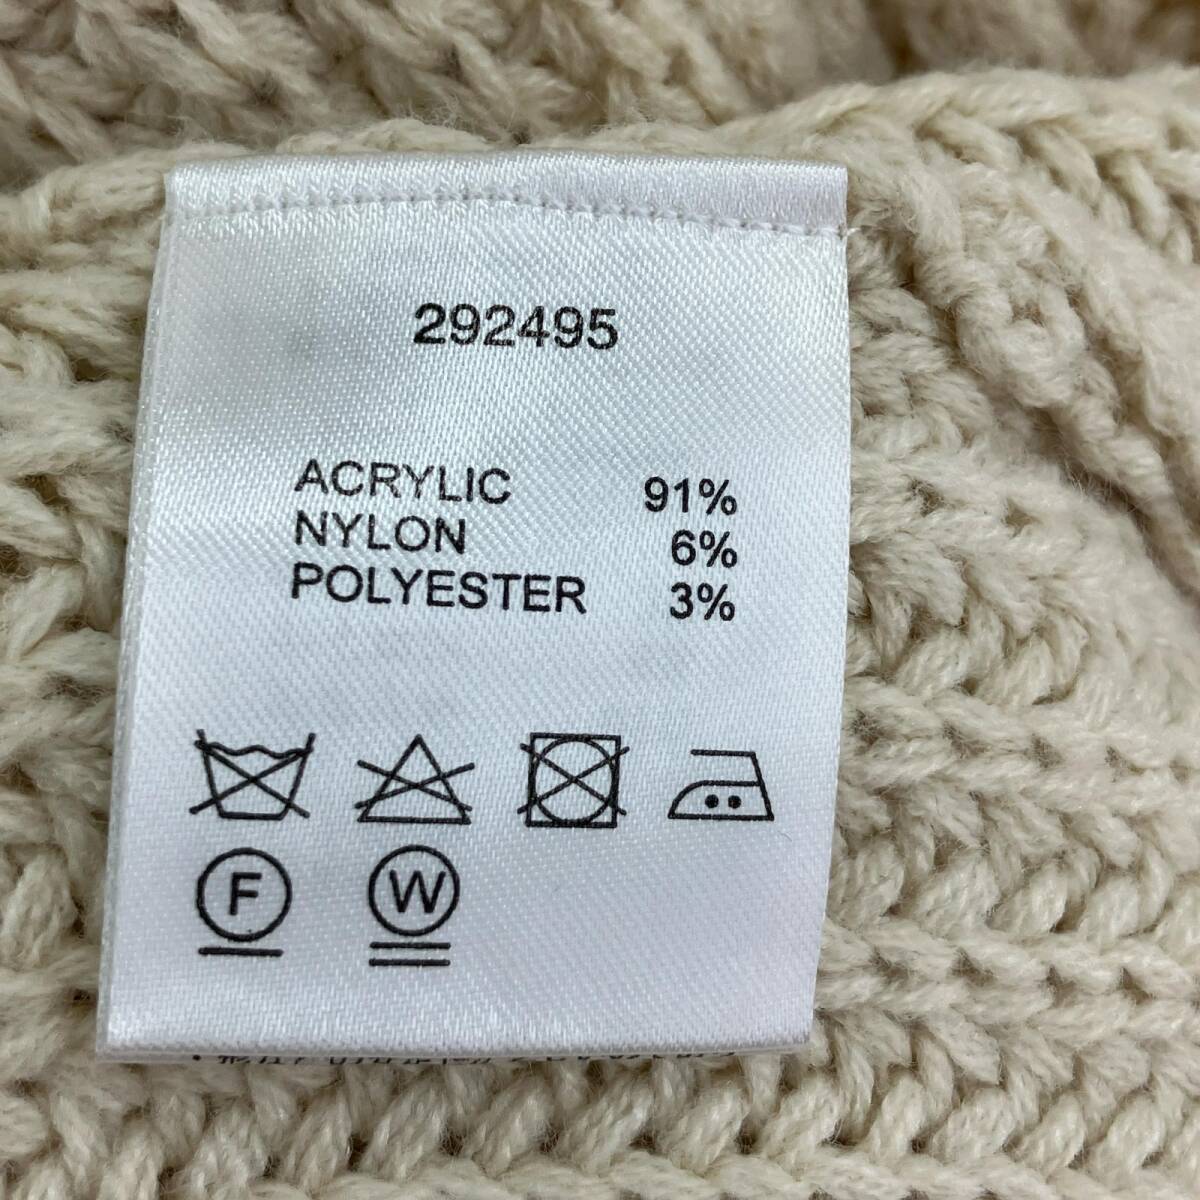 292495
ACRYLIC 91%
NYLON 6%
POLYESTER 3%
F W